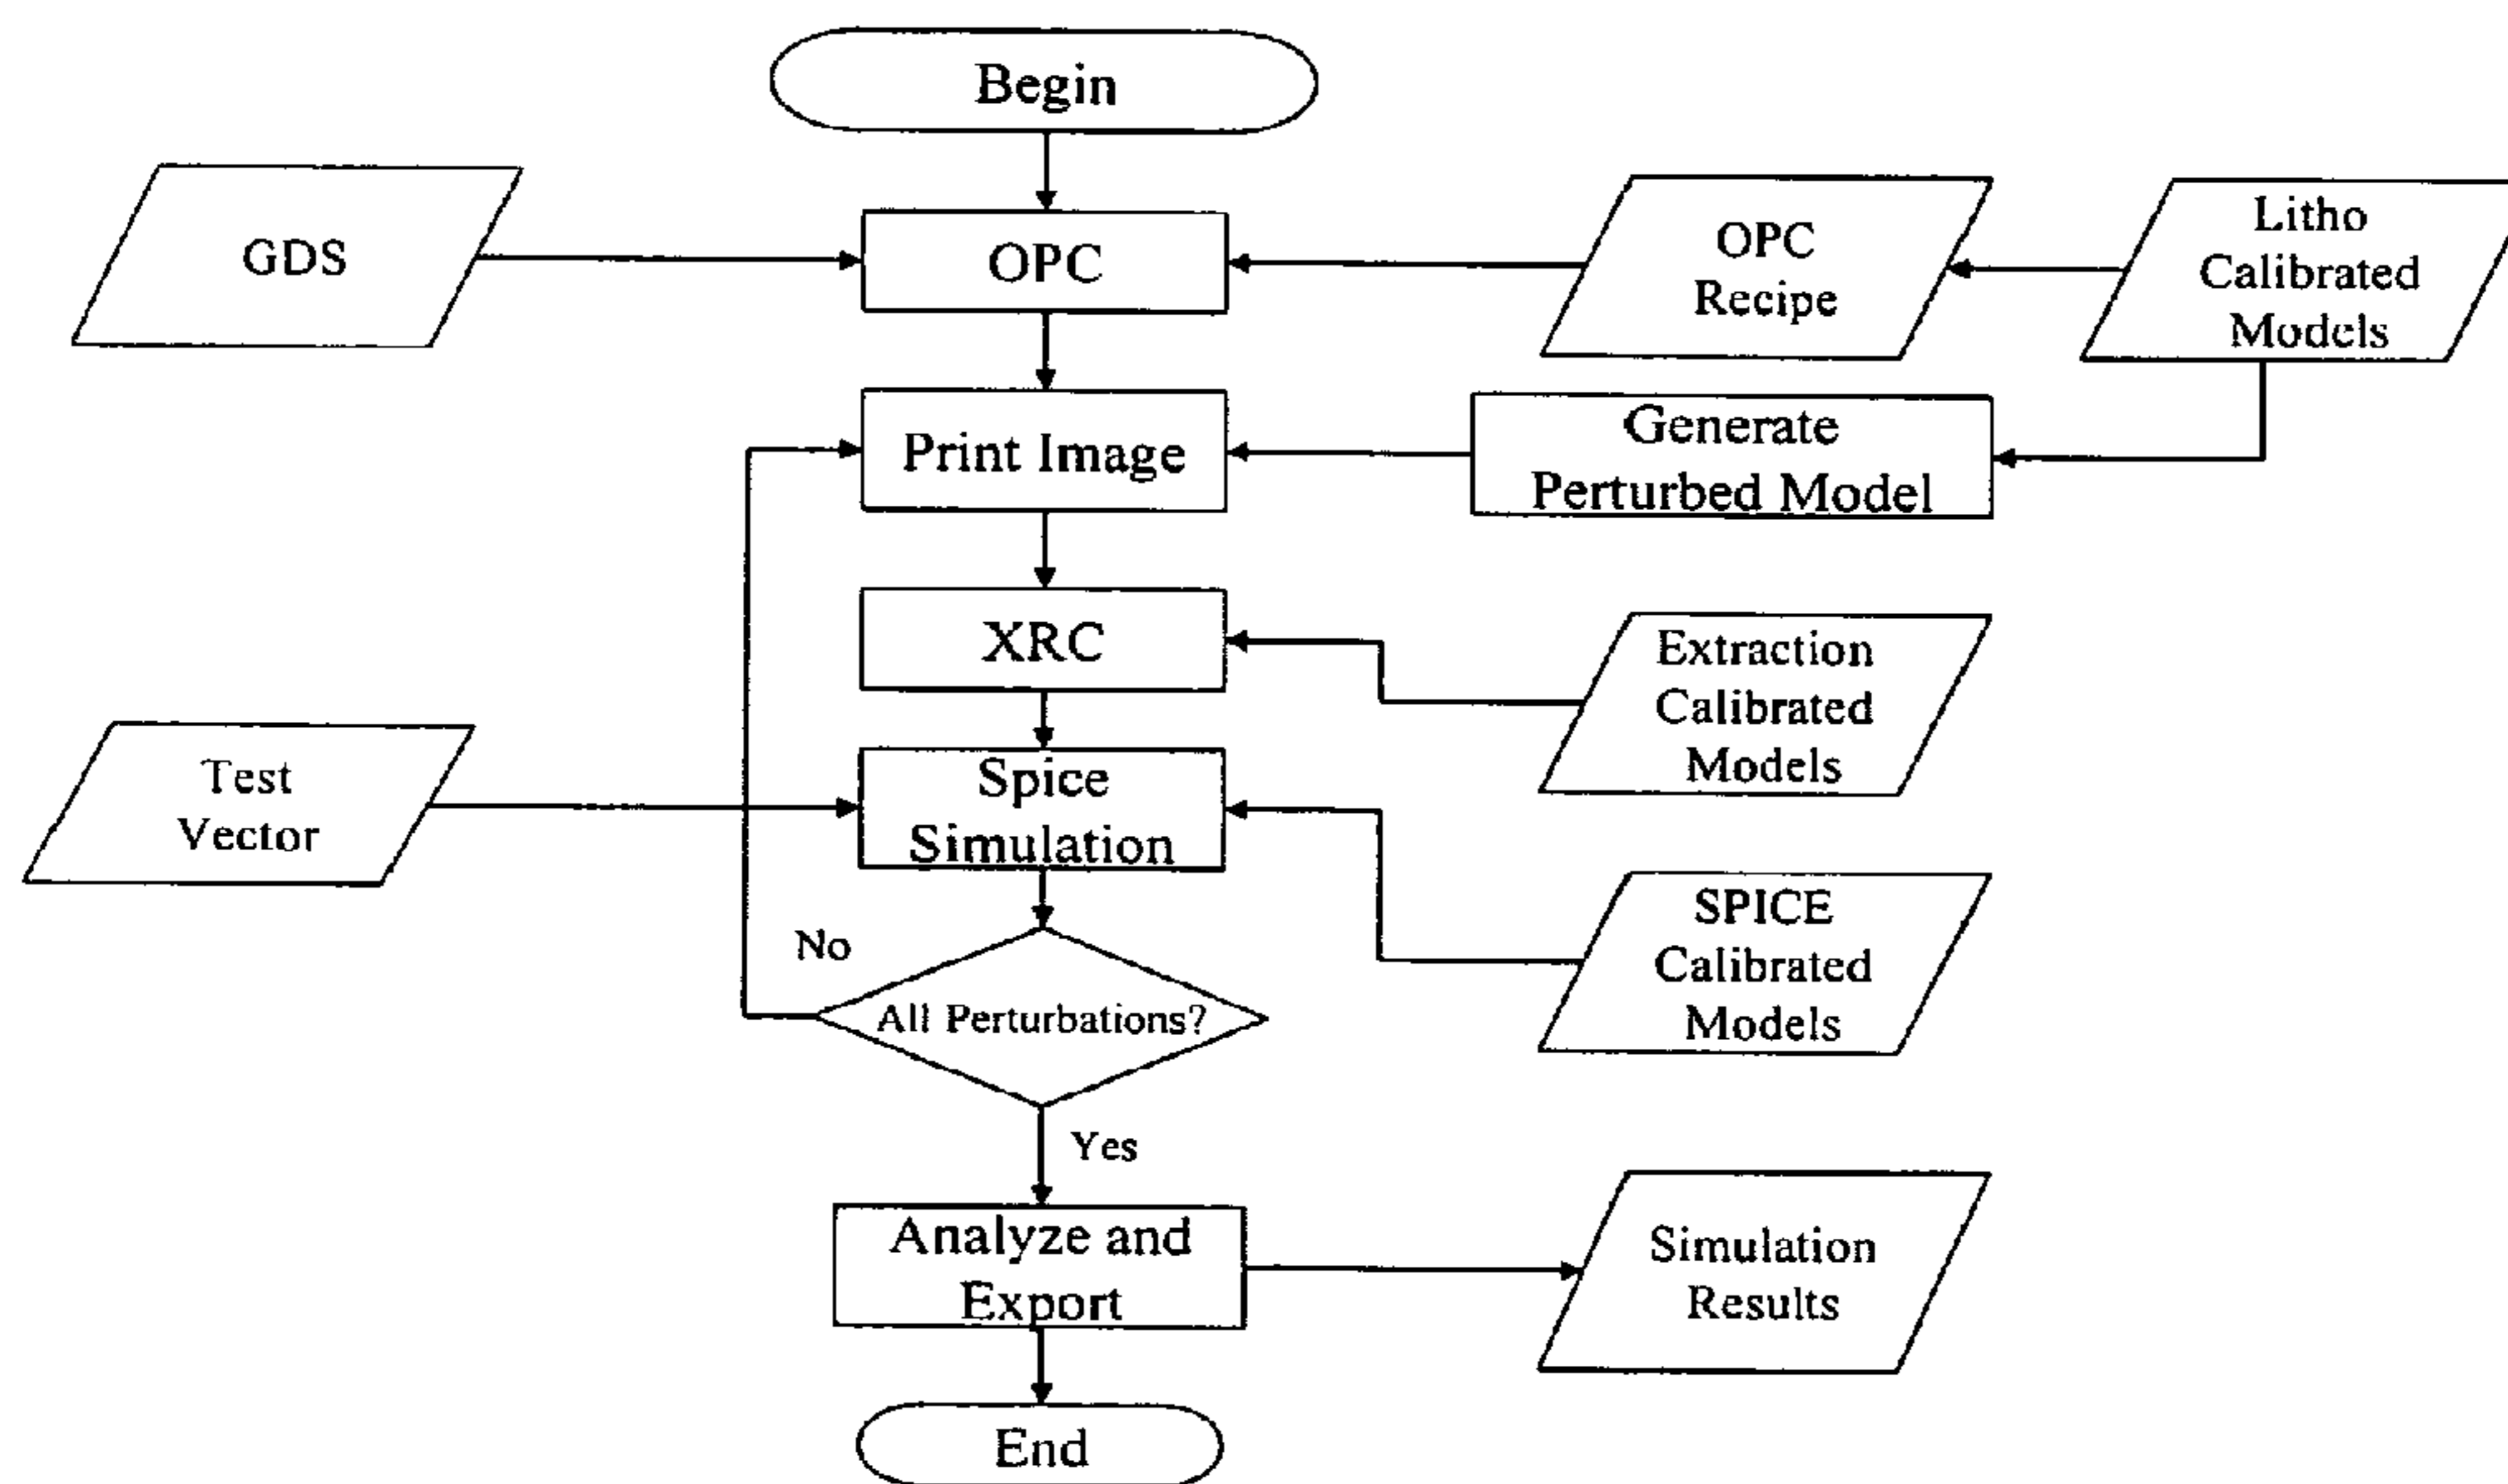 Begin
GDS
OPC
OPC
Recipe
Litho
Calibrated
Models
Print Image
Generate
Perturbed Model
XRC
Extraction
Calibrated
Models
Test
Vector
Spice
Simulation
SPICE
Calibrated
Models
No
All Perturbations?
Yes
Analyze and
Export
Simulation
Results
End